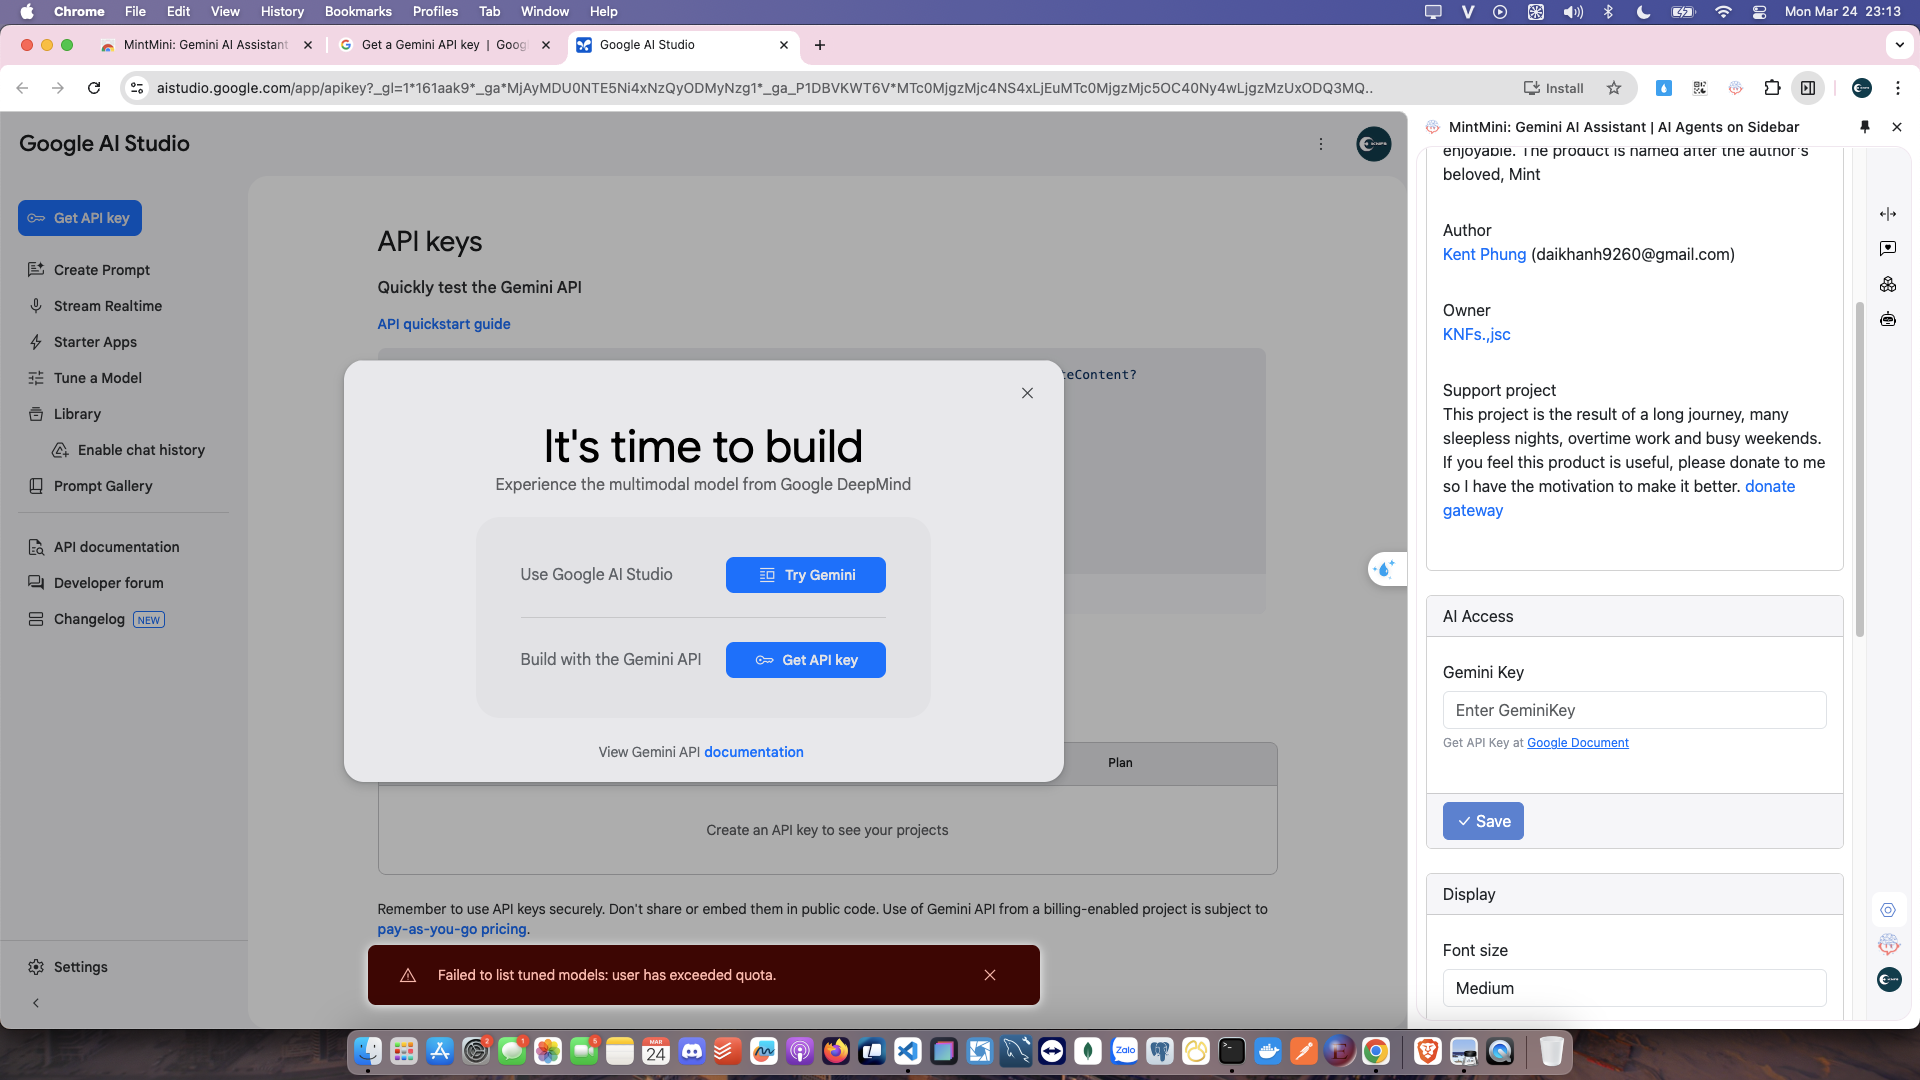 Chrome File Edit View History Bookmarks Profiles Tab Window Help
Mon Mar 24 23:13
MintMini: Gemini AI Assistant
Get a Gemini API key | Goog
Google AI Studio
aistudio.google.com/app/apikey?_gl=1*161aak9*_ga*MjAyMDU0NTE5Ni4xNzQyODMyNzg1*_ga_P1DBVKWT6V*MTc0MjgzMjc4NS4xLjEuMTc0MjgzMjc5OC40Ny4wLjgzMzUxODQ3MQ..
Install
Google AI Studio
Get API key
Create Prompt
Stream Realtime
Starter Apps
Tune a Model
Library
Enable chat history
Prompt Gallery
API documentation
Developer forum
Changelog NEW
Settings
API keys
Quickly test the Gemini API
API quickstart guide
teContent?
It's time to build
Experience the multimodal model from Google DeepMind
Use Google AI Studio
Try Gemini
Build with the Gemini API
Get API key
View Gemini API documentation
Plan
Create an API key to see your projects
Remember to use API keys securely. Don't share or embed them in public code. Use of Gemini API from a billing-enabled project is subject to
pay-as-you-go pricing.
Failed to list tuned models: user has exceeded quota.
MintMini: Gemini AI Assistant | AI Agents on Sidebar
enjoyable. The product is named after the author's
beloved, Mint
Author
Kent Phung (daikhanh9260@gmail.com)
Owner
KNFs.,jsc
Support project
This project is the result of a long journey, many
sleepless nights, overtime work and busy weekends.
If you feel this product is useful, please donate to me
so I have the motivation to make it better. donate
gateway
AI Access
Gemini Key
Enter GeminiKey
Get API Key at Google Document
Save
Display
Font size
Medium
MAR
24
Zalo